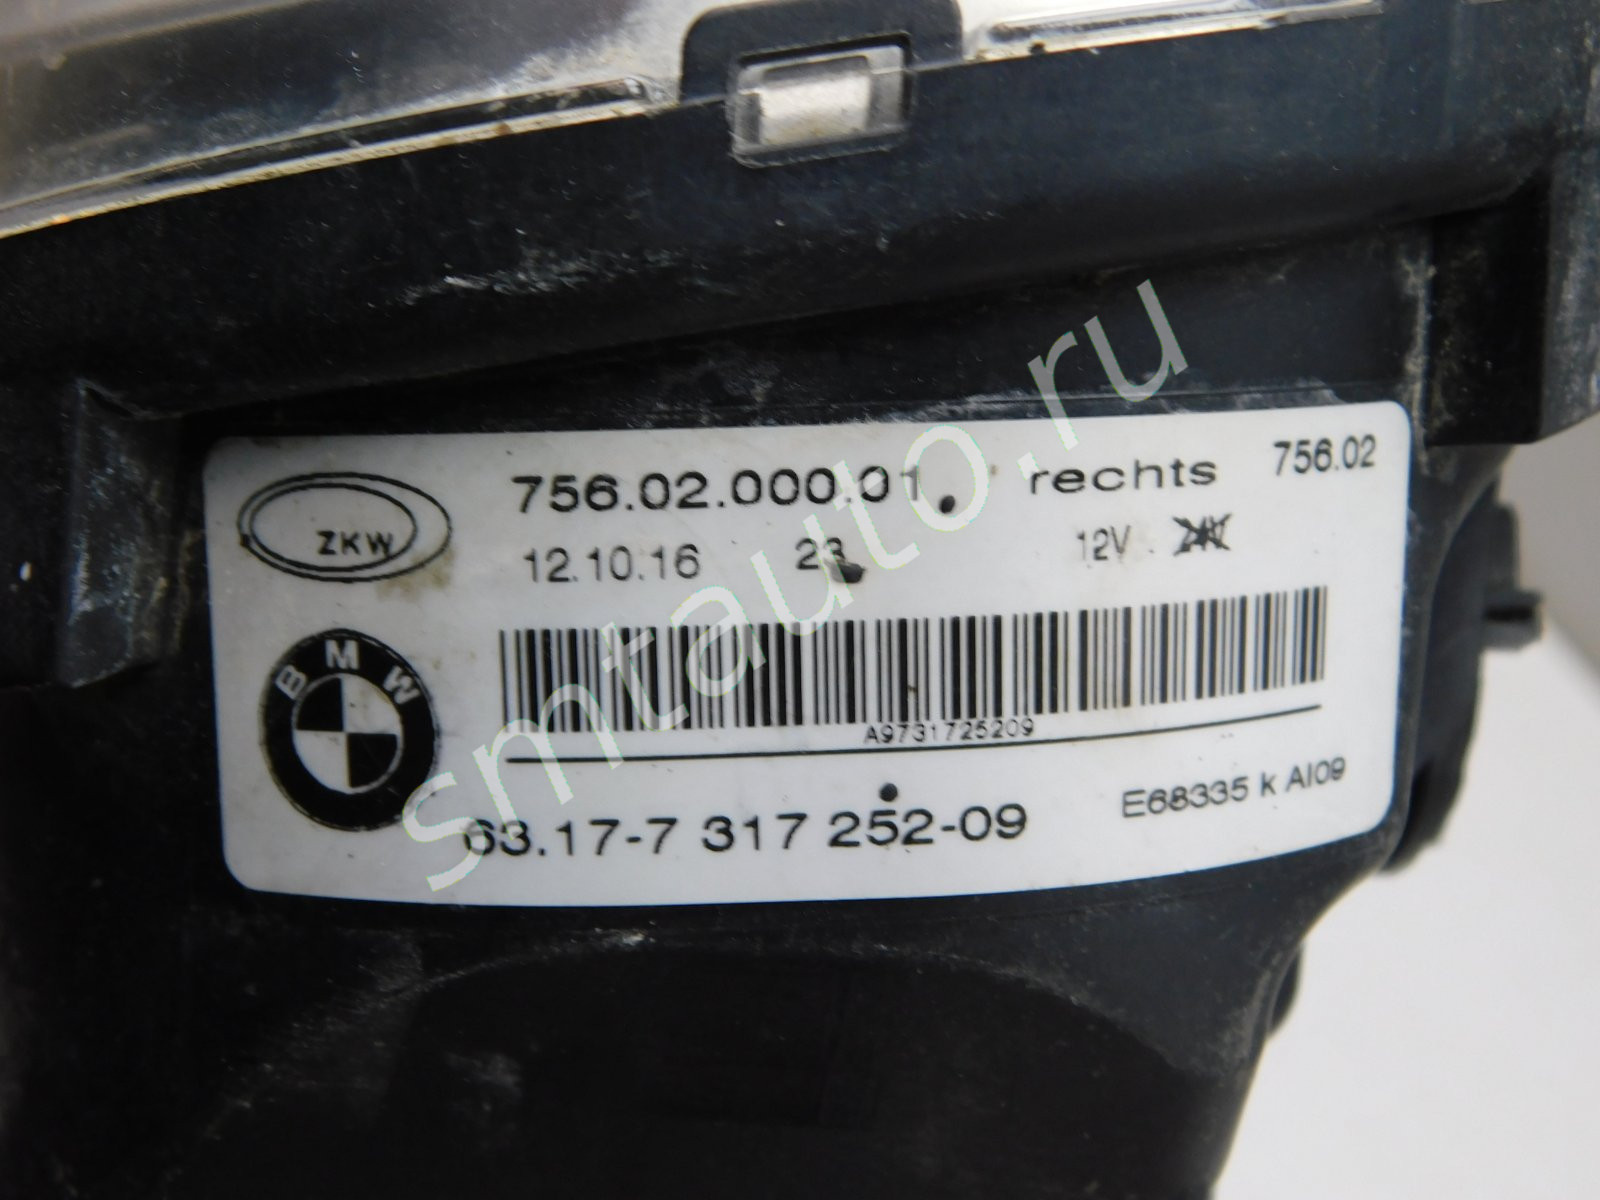 756.02.000.01. rechts 756.02
ZKW
12.10.16 23 12V
BMW
A9731725209
63.17-7 317 252-09 E68335 k AI09
smtauto.ru